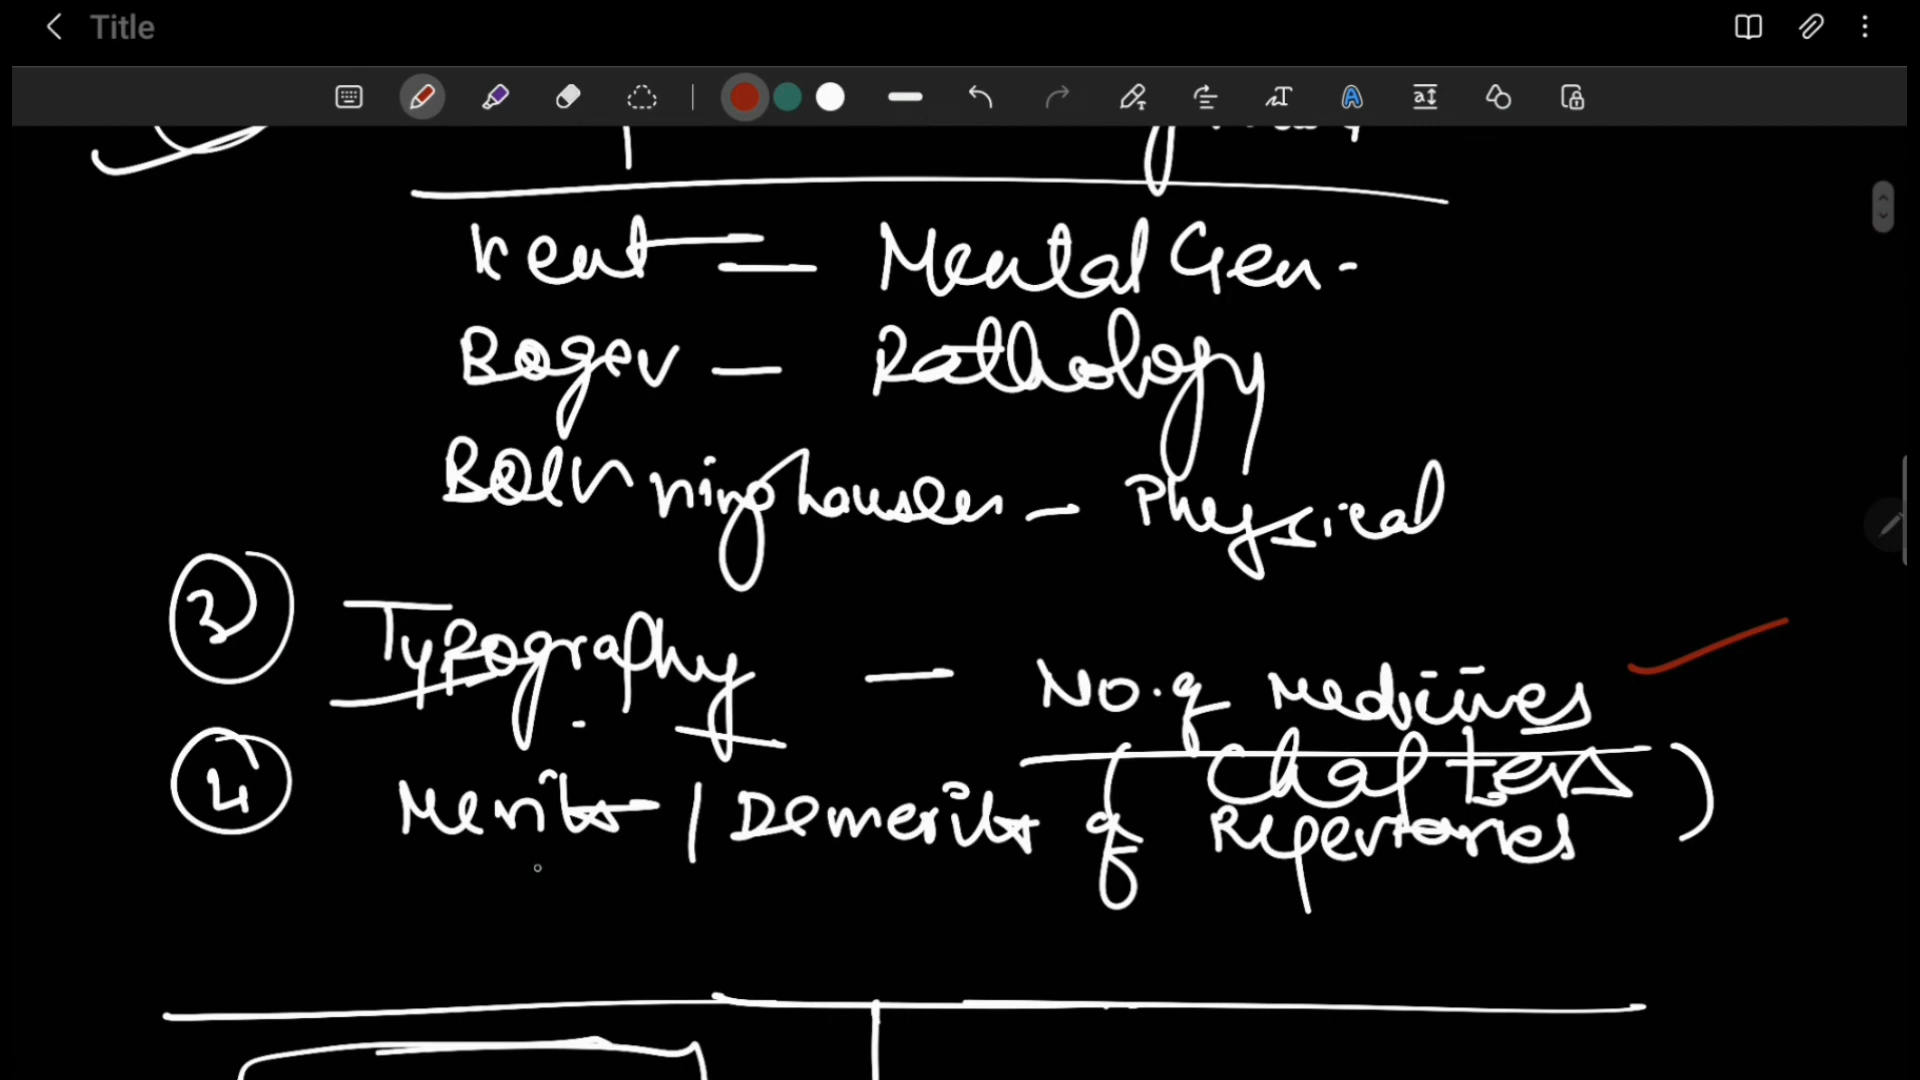 Title
Kent = Mental Gen.
Boger - Pathology
Boenninghausen - Physical
3 Typography - No. of Medicines
(Chapters)
4 Merits / Demerits of Repertories